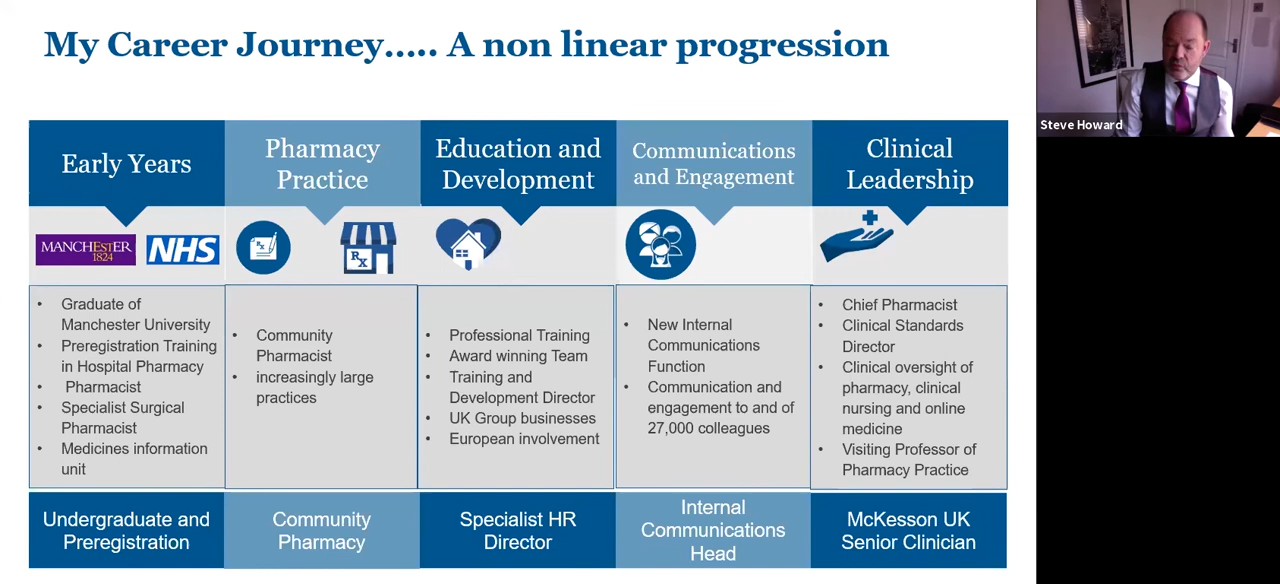 My Career Journey..... A non linear progression
Steve Howard
Early Years
Pharmacy
Practice
Education and
Development
Communications
and Engagement
Clinical
Leadership
MANCHESTER
1824
NHS
Rx
Rx
• Graduate of
Manchester University
• Preregistration Training
in Hospital Pharmacy
• Pharmacist
• Specialist Surgical
Pharmacist
• Medicines information
unit
• Community
Pharmacist
• increasingly large
practices
• Professional Training
• Award winning Team
• Training and
Development Director
• UK Group businesses
• European involvement
• New Internal
Communications
Function
• Communication and
engagement to and of
27,000 colleagues
• Chief Pharmacist
• Clinical Standards
Director
• Clinical oversight of
pharmacy, clinical
nursing and online
medicine
• Visiting Professor of
Pharmacy Practice
Undergraduate and
Preregistration
Community
Pharmacy
Specialist HR
Director
Internal
Communications
Head
McKesson UK
Senior Clinician